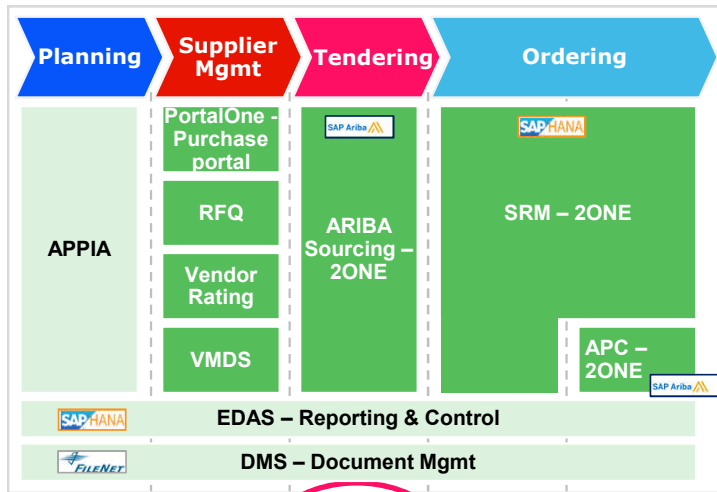 Planning
Supplier
Mgmt
Tendering
Ordering
PortalOne -
Purchase
portal
RFQ
Vendor
Rating
VMDS
APPIA
SAP Ariba
ARIBA
Sourcing –
2ONE
SAP HANA
SRM – 2ONE
APC –
2ONE
SAP Ariba
SAP HANA
EDAS – Reporting & Control
FILENET
DMS – Document Mgmt